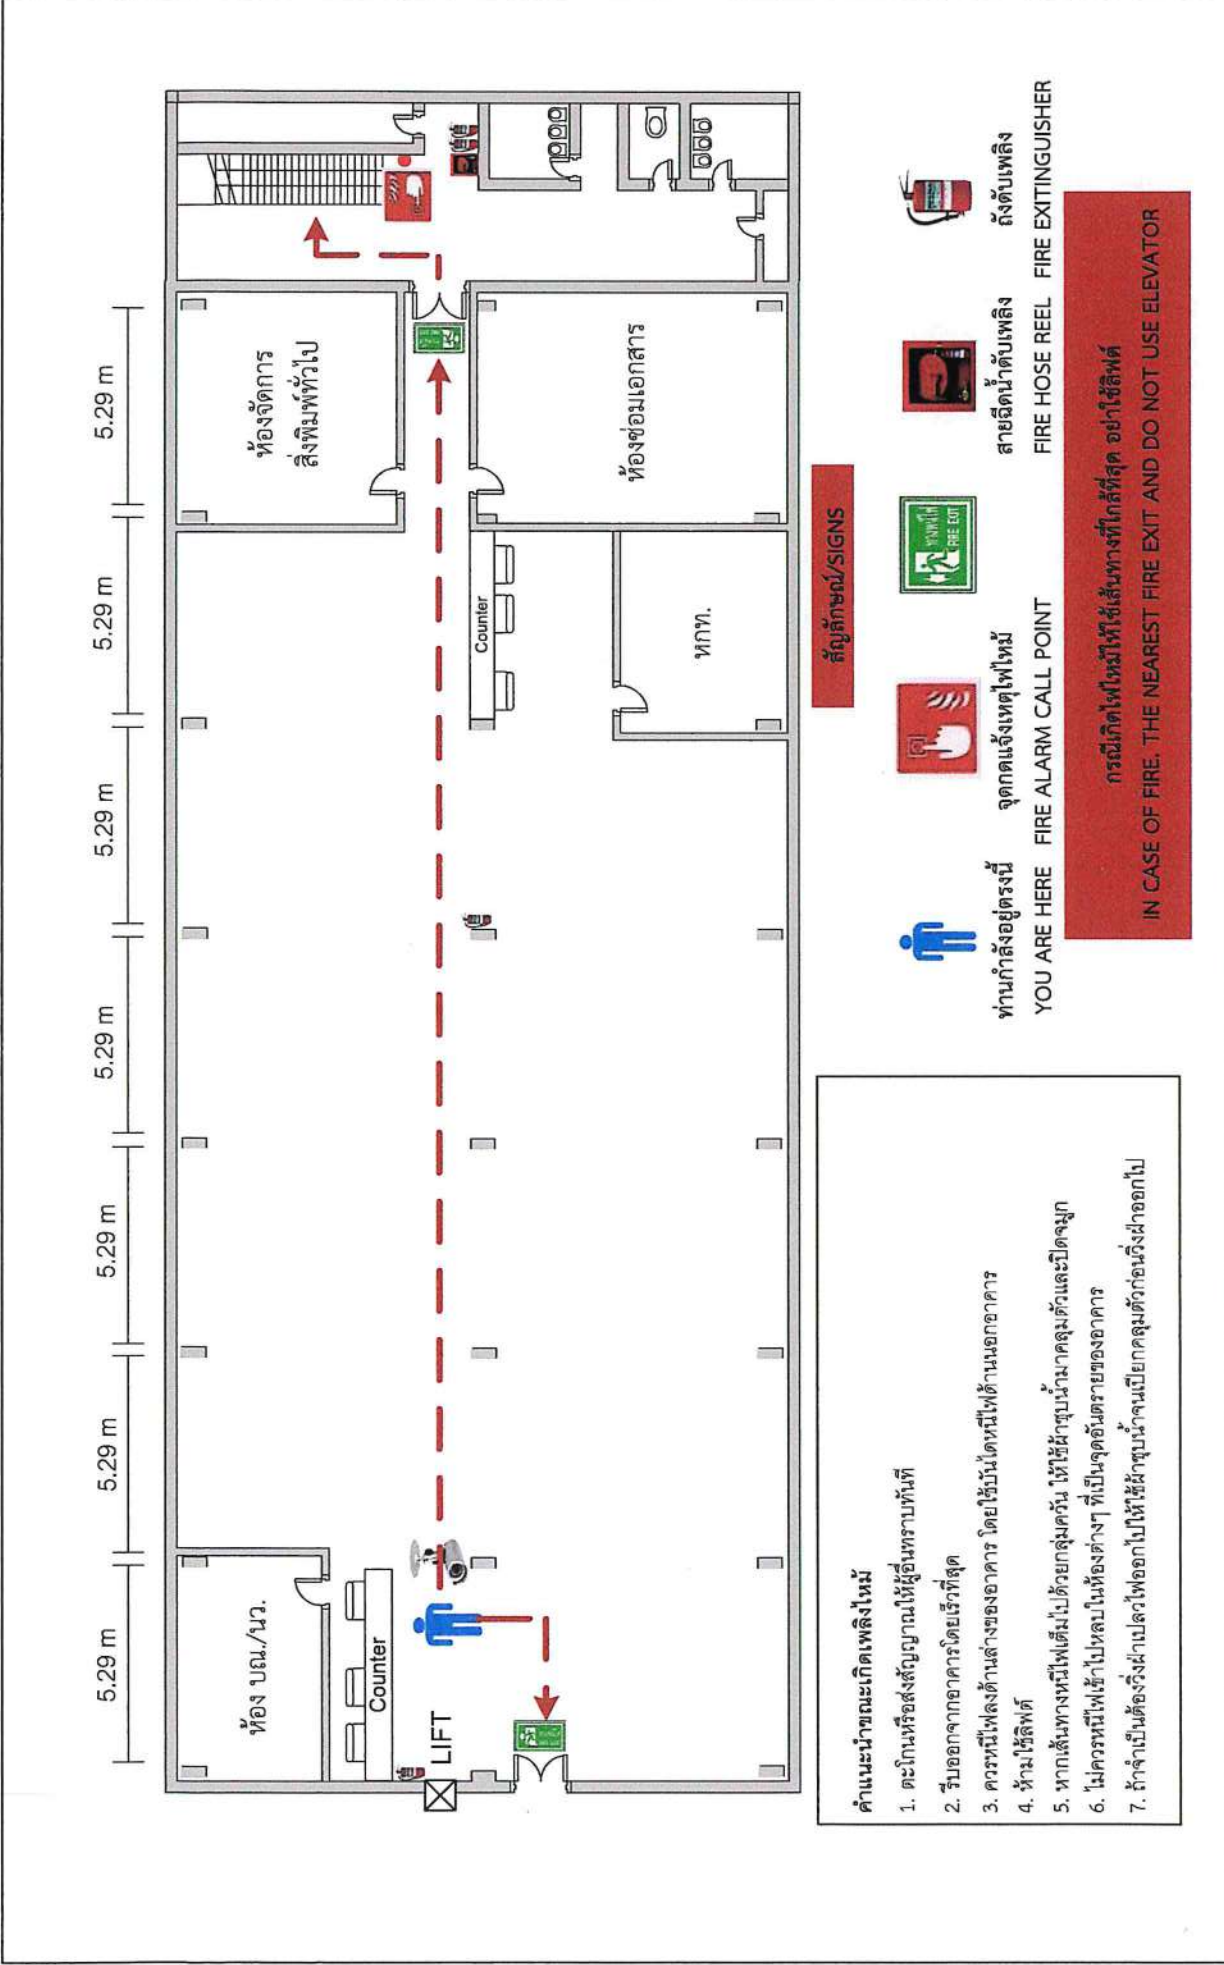 5.29 m
5.29 m
5.29 m
5.29 m
5.29 m
5.29 m
5.29 m
5.29 m
ห้อง บณ./นว.
Counter
LIFT
Counter
หกท.
ห้องจัดการ
สิ่งพิมพ์ทั่วไป
ห้องซ่อมเอกสาร
คำแนะนำขณะเกิดเพลิงไหม้
1. ตะโกนหรือส่งสัญญาณให้ผู้อื่นทราบทันที
2. รีบออกจากอาคารโดยเร็วที่สุด
3. ควรหนีไฟลงด้านล่างของอาคาร โดยใช้บันไดหนีไฟด้านนอกอาคาร
4. ห้ามใช้ลิฟต์
5. หากเส้นทางหนีไฟเต็มไปด้วยกลุ่มควัน ให้ใช้ผ้าชุบน้ำมาคลุมตัวและปิดจมูก
6. ไม่ควรหนีไฟเข้าไปหลบในห้องต่างๆ ที่เป็นจุดอันตรายของอาคาร
7. ถ้าจำเป็นต้องวิ่งฝ่าเปลวไฟออกไปให้ใช้ผ้าชุบน้ำจนเปียกคลุมตัวก่อนวิ่งฝ่าออกไป
สัญลักษณ์/SIGNS
ท่านกำลังอยู่ตรงนี้
YOU ARE HERE
จุดกดแจ้งเหตุไฟไหม้
FIRE ALARM CALL POINT
ทางหนีไฟ
FIRE EXIT
สายฉีดน้ำดับเพลิง
FIRE HOSE REEL
ถังดับเพลิง
FIRE EXITINGUISHER
กรณีเกิดไฟไหม้ให้ใช้เส้นทางที่ใกล้ที่สุด อย่าใช้ลิฟต์
IN CASE OF FIRE. THE NEAREST FIRE EXIT AND DO NOT USE ELEVATOR